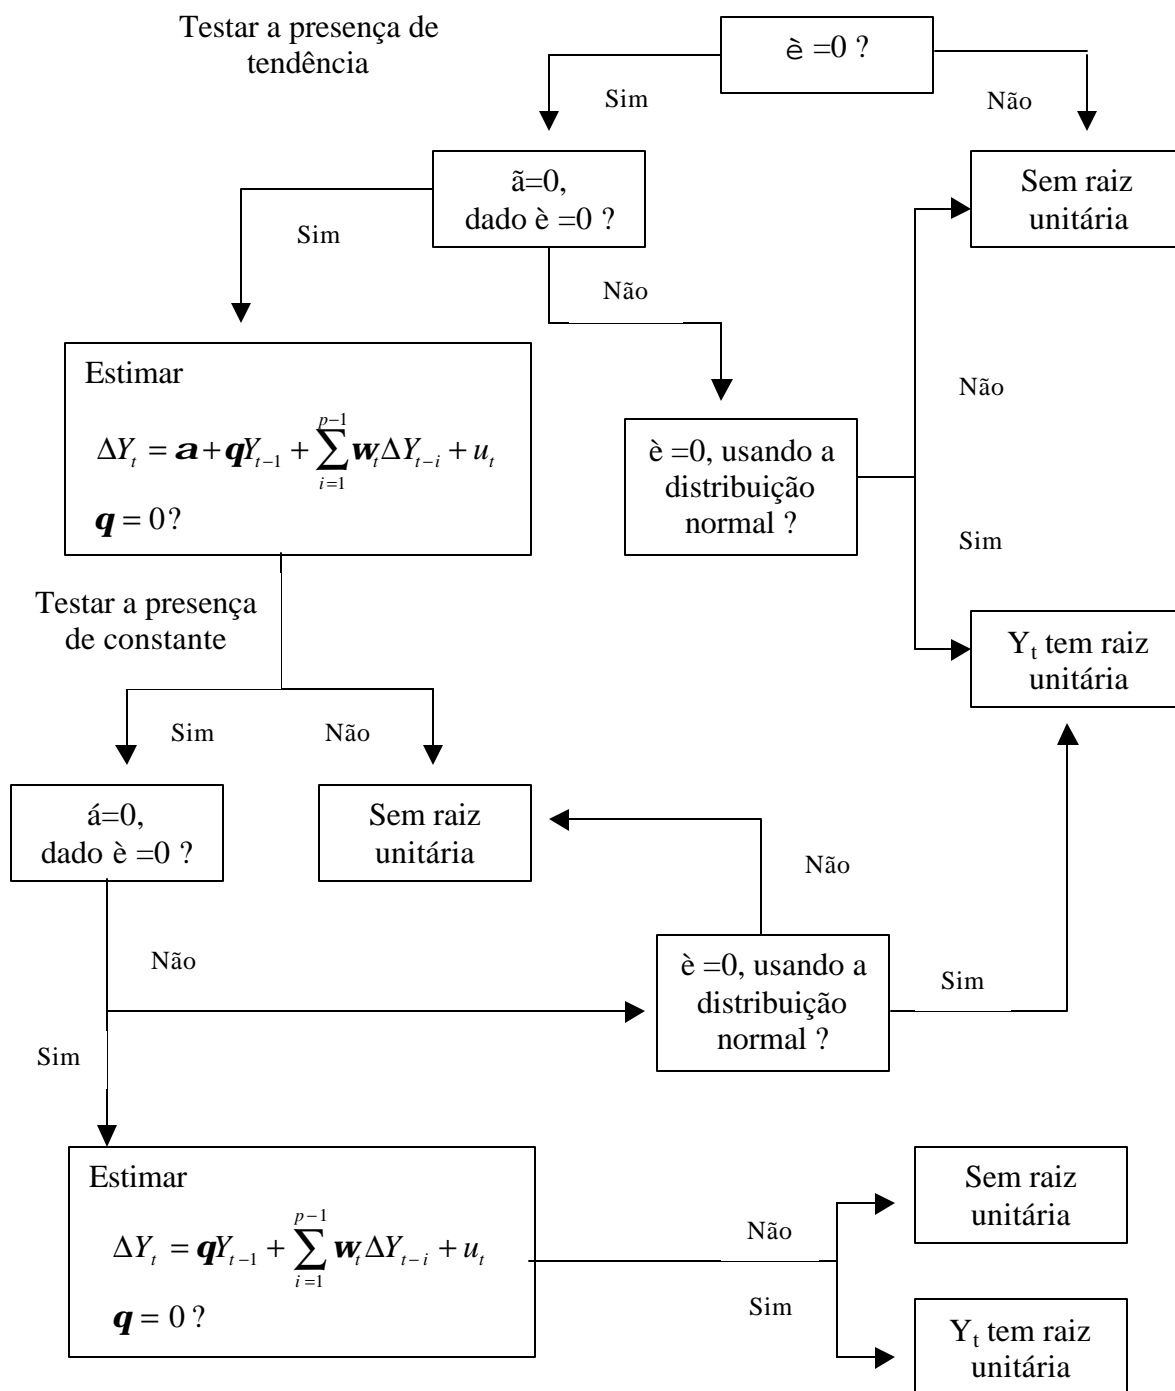 Testar a presença de
tendência
è =0 ?
Sim
Não
ã=0,
dado è =0 ?
Sem raiz
unitária
Sim
Não
Estimar
ΔY_t = a + qY_{t−1} + ∑_{i=1}^{p−1} w_t ΔY_{t−i} + u_t
q = 0?
Não
è =0, usando a
distribuição
normal ?
Sim
Testar a presença
de constante
Y_t tem raiz
unitária
Sim
Não
á=0,
dado è =0 ?
Sem raiz
unitária
Não
Não
è =0, usando a
distribuição
normal ?
Sim
Sim
Estimar
ΔY_t = qY_{t−1} + ∑_{i=1}^{p−1} w_t ΔY_{t−i} + u_t
q = 0 ?
Não
Sim
Sem raiz
unitária
Y_t tem raiz
unitária